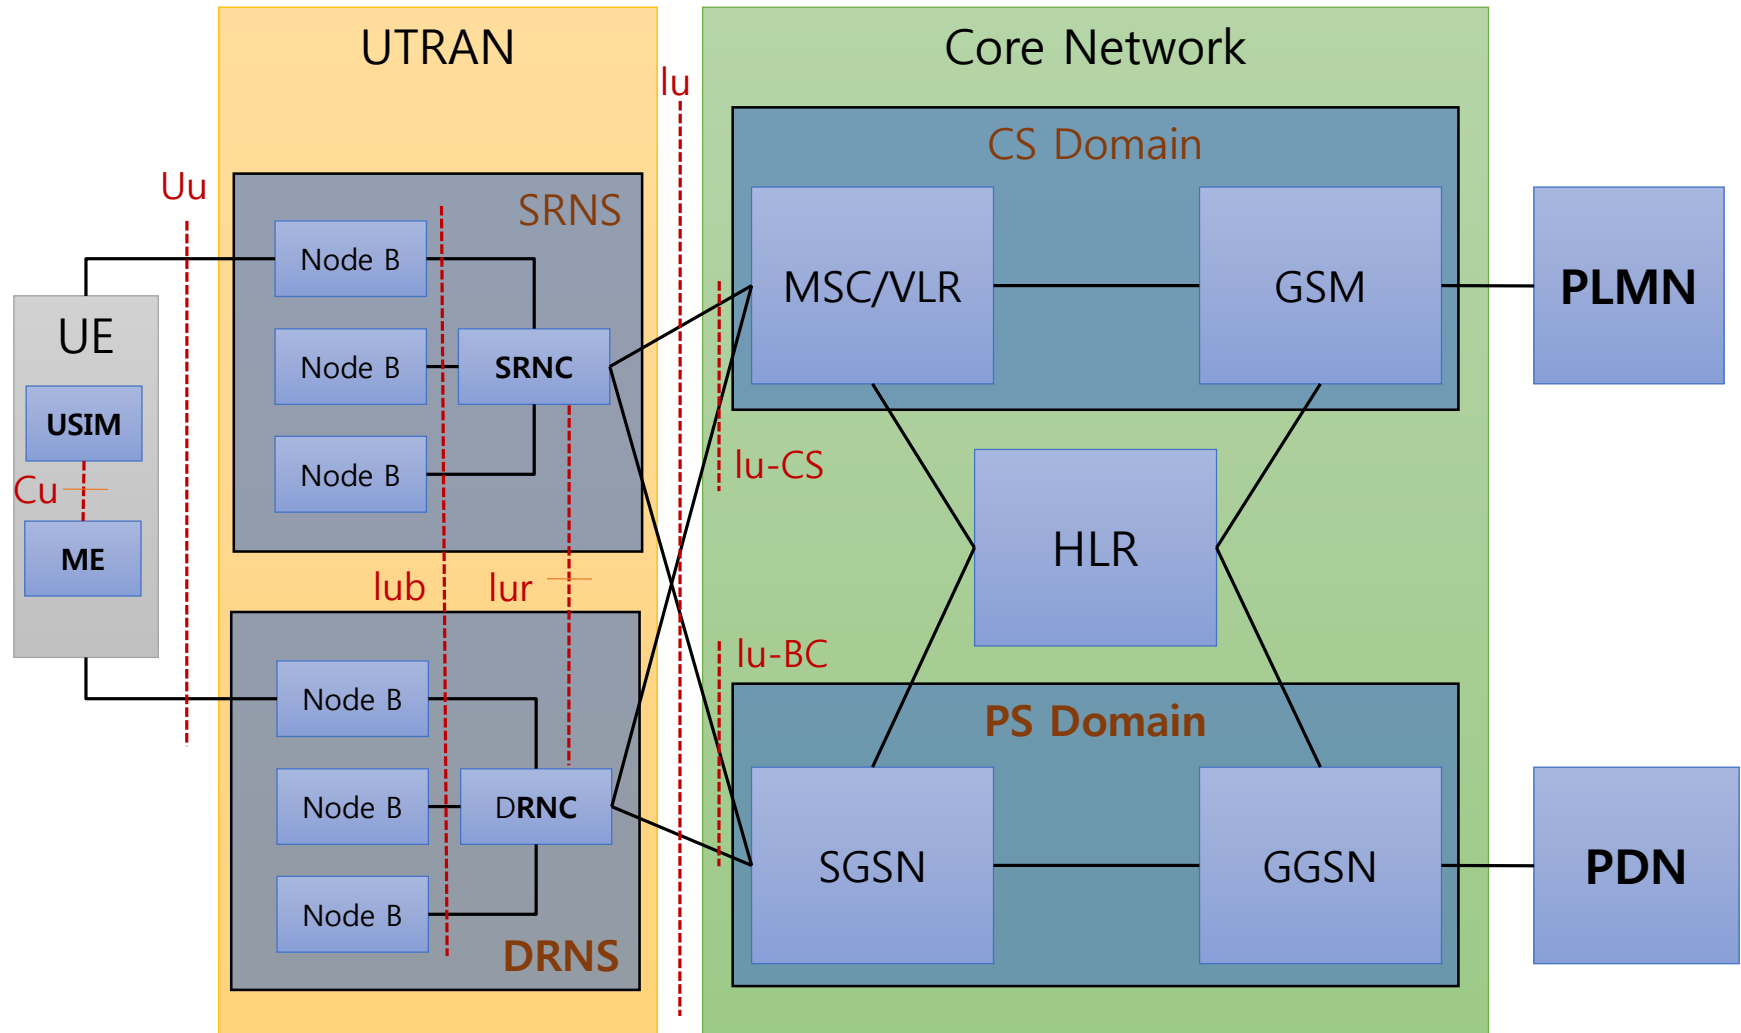 UTRAN
Core Network
Iu
CS Domain
Uu
SRNS
Node B
MSC/VLR
GSM
PLMN
UE
Node B
SRNC
USIM
Node B
Iu-CS
Cu
ME
HLR
Iub
Iur
Iu-BC
Node B
PS Domain
Node B
DRNC
SGSN
GGSN
PDN
Node B
DRNS